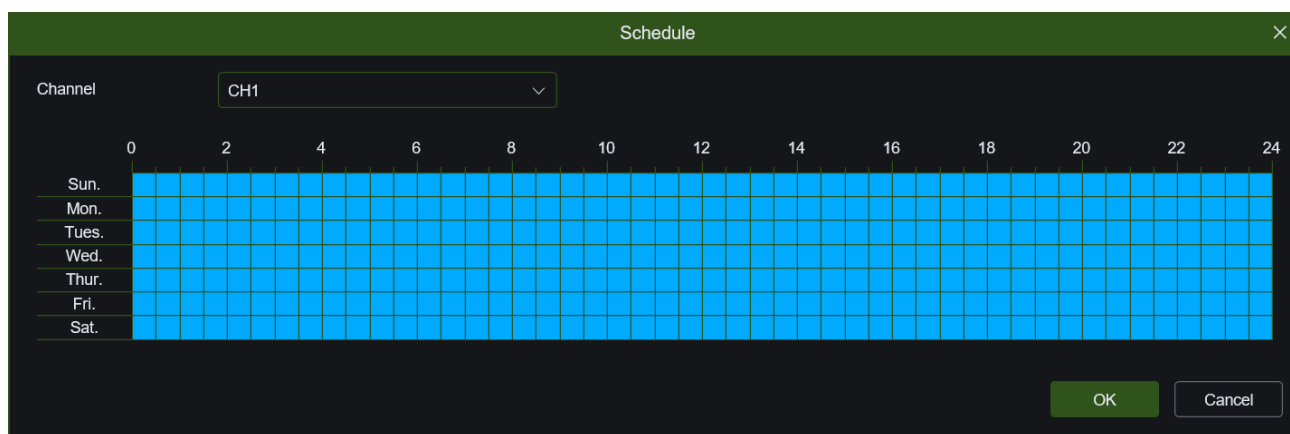 Schedule
Channel CH1
0 2 4 6 8 10 12 14 16 18 20 22 24
Sun.
Mon.
Tues.
Wed.
Thur.
Fri.
Sat.
OK Cancel